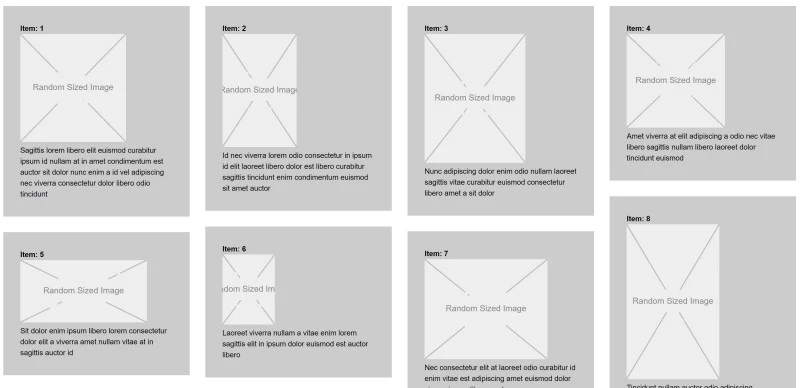 Item: 1
Random Sized Image
Sagittis lorem libero elit euismod curabitur
ipsum id nullam at in amet condimentum est
auctor sit dolor nunc enim a id vel adipiscing
nec viverra consectetur dolor libero odio
tincidunt
Item: 2
Random Sized Image
Id nec viverra lorem odio consectetur in ipsum
id elit laoreet libero dolor est libero curabitur
sagittis tincidunt enim condimentum euismod
sit amet auctor
Item: 3
Random Sized Image
Nunc adipiscing dolor enim odio nullam laoreet
sagittis vitae curabitur euismod consectetur
libero amet a sit dolor
Item: 4
Random Sized Image
Amet viverra at elit adipiscing a odio nec vitae
libero sagittis nullam libero laoreet dolor
tincidunt euismod
Item: 5
Random Sized Image
Sit dolor enim ipsum libero lorem consectetur
dolor elit a viverra amet nullam vitae at in
sagittis auctor id
Item: 6
dom Sized Im
Laoreet viverra nullam a vitae enim lorem
sagittis elit in ipsum dolor euismod est auctor
libero
Item: 7
Random Sized Image
Nec consectetur elit at laoreet odio curabitur id
enim vitae est adipiscing amet euismod dolor
Item: 8
Random Sized Image
Tincidunt nullam auctor odio adipiscing